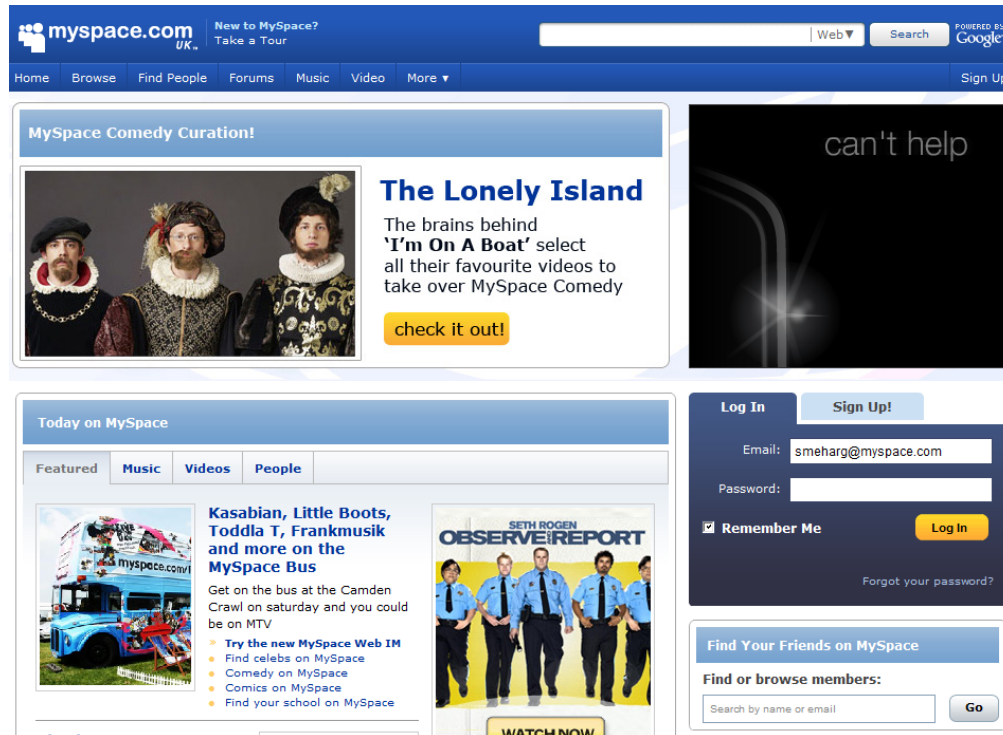 myspace.com
UK
New to MySpace?
Take a Tour
Web▼
Search
POWERED BY
Google
Home Browse Find People Forums Music Video More ▾
Sign Up
MySpace Comedy Curation!
The Lonely Island
The brains behind
‘I’m On A Boat’ select
all their favourite videos to
take over MySpace Comedy
check it out!
can't help
Today on MySpace
Featured Music Videos People
myspace.com/
Kasabian, Little Boots,
Toddla T, Frankmusik
and more on the
MySpace Bus
Get on the bus at the Camden
Crawl on saturday and you could
be on MTV
Try the new MySpace Web IM
Find celebs on MySpace
Comedy on MySpace
Comics on MySpace
Find your school on MySpace
SETH ROGEN
OBSERVE AND REPORT
WATCH NOW
Log In
Sign Up!
Email: smeharg@myspace.com
Password:
Remember Me
Log In
Forgot your password?
Find Your Friends on MySpace
Find or browse members:
Search by name or email
Go